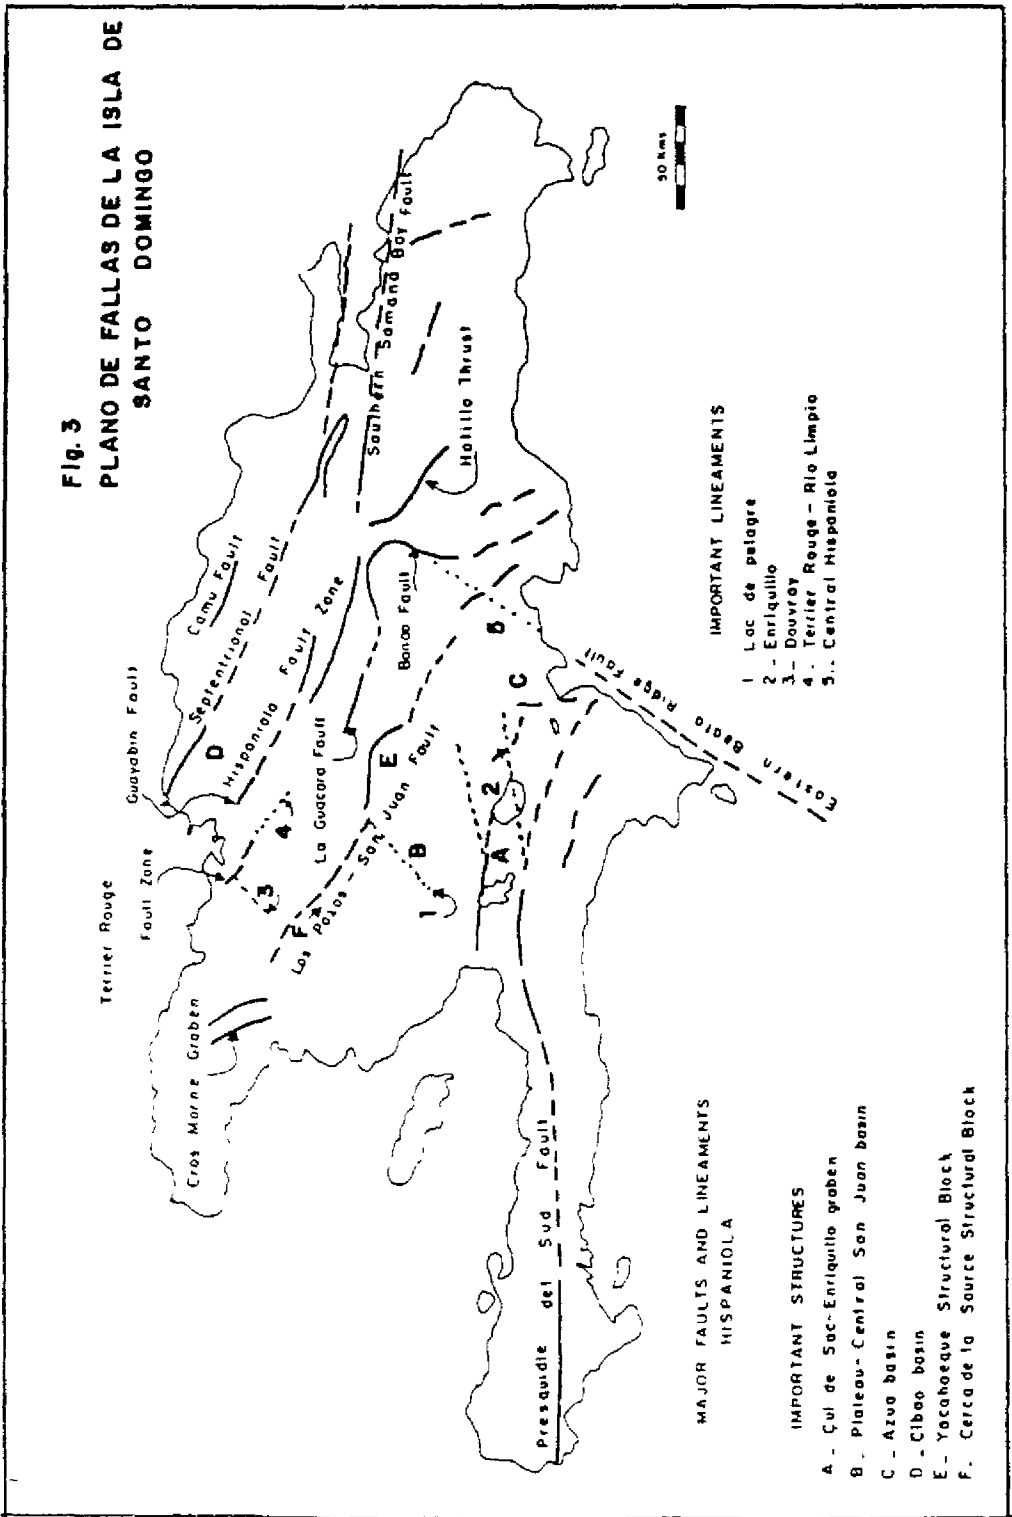 Fig. 3
PLANO DE FALLAS DE LA ISLA DE
SANTO DOMINGO
Terrier Rouge
Fault Zone
Guayabin Fault
Camu Fault
Septentrional Fault
Hispaniola Fault Zone
La Guacara Fault
Bonao Fault
Southern Samana Bay Fault
Hatillo Thrust
Los Pozos - San Juan Fault
Cros Morne Graben
Presquidie del Sud Fault
Eastern Beata Ridge Fault
D
4
3
F
E
B
1
A
2
C
5
50 Kms
IMPORTANT LINEAMENTS
1 Lac de pelagre
2 - Enriquillo
3 - Douvray
4 - Terrier Rouge - Rio Limpio
5 - Central Hispaniola
MAJOR FAULTS AND LINEAMENTS
HISPANIOLA
IMPORTANT STRUCTURES
A - Çul de Sac-Enriquillo graben
B - Plateau-Central San Juan basin
C - Azua basin
D - Cibao basin
E - Yacahaeque Structural Block
F - Cerca de la Source Structural Block